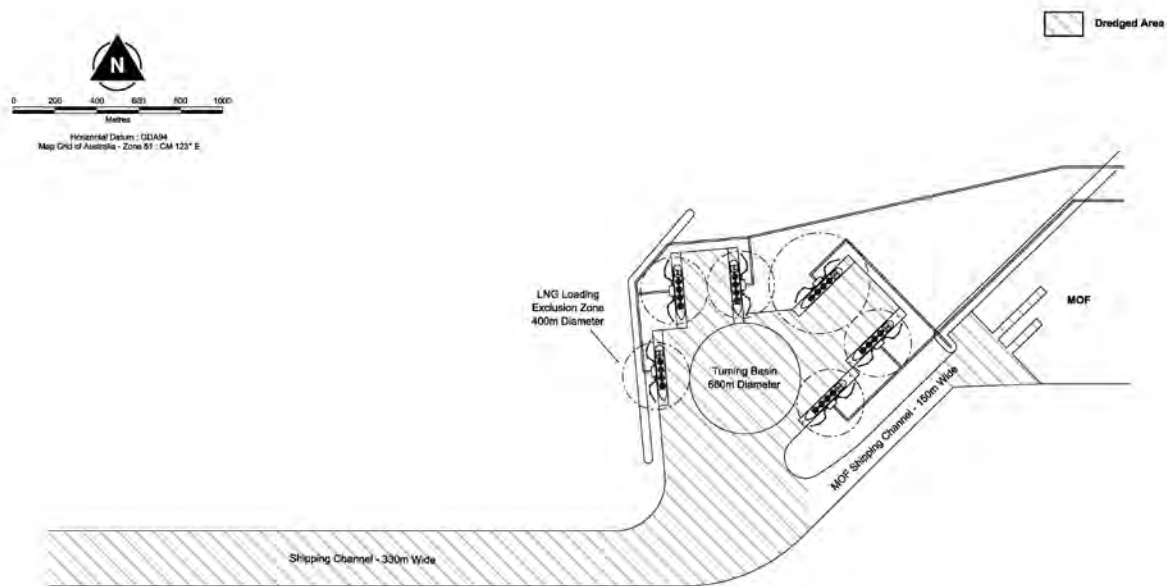 Dredged Area
N
0 200 400 600 800 1000
Metres
Horizontal Datum : GDA94
Map Grid of Australia - Zone 51 : CM 123° E
LNG Loading
Exclusion Zone
400m Diameter
MOF
Turning Basin
680m Diameter
MOF Shipping Channel - 150m Wide
Shipping Channel - 330m Wide